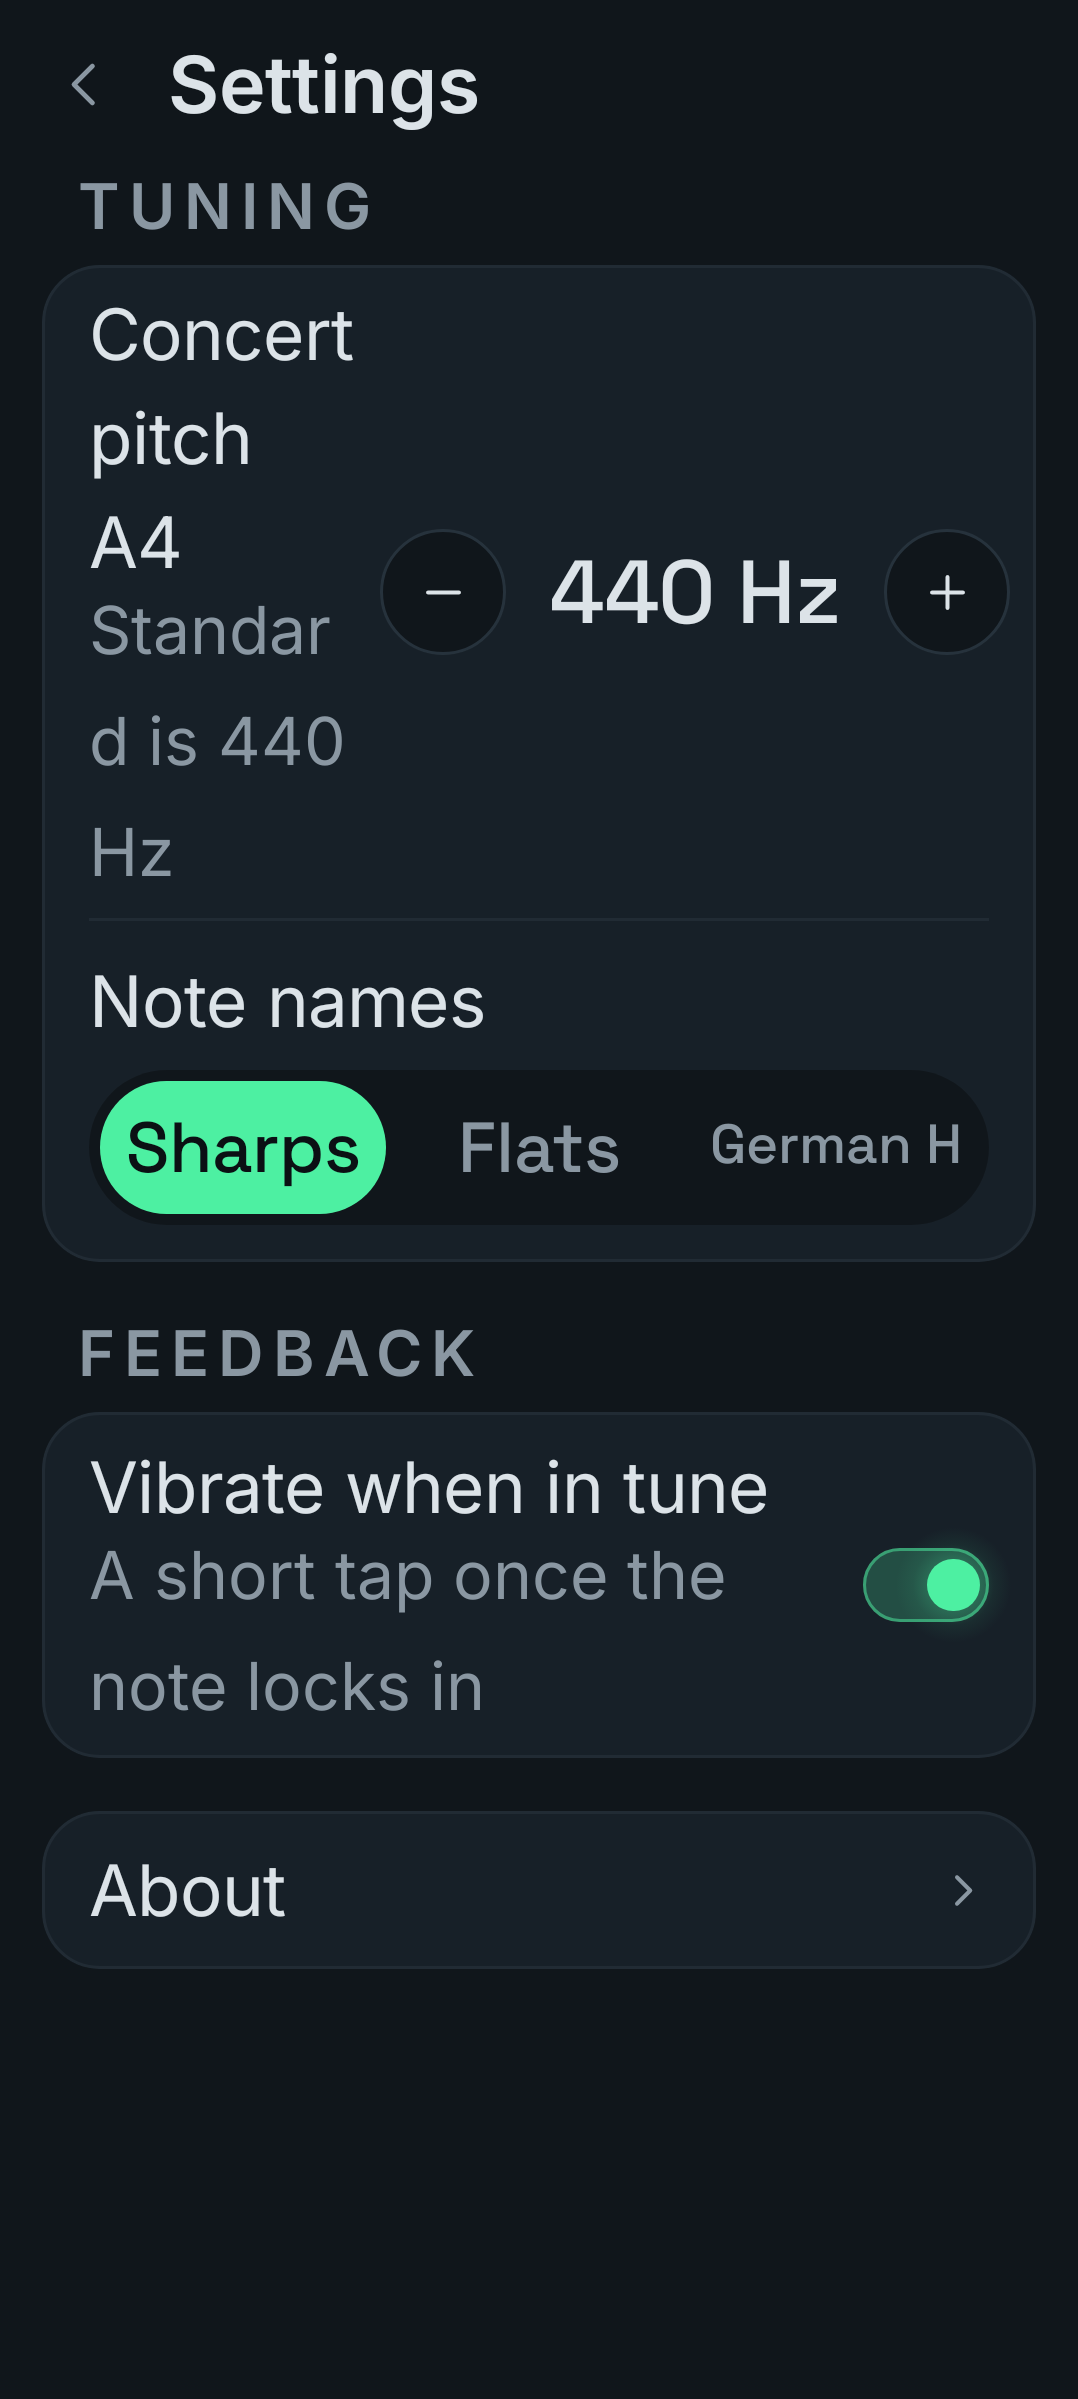 Settings
TUNING
Concert
pitch
A4
Standar
d is 440
Hz
440 Hz
Note names
Sharps
Flats
German H
FEEDBACK
Vibrate when in tune
A short tap once the
note locks in
About